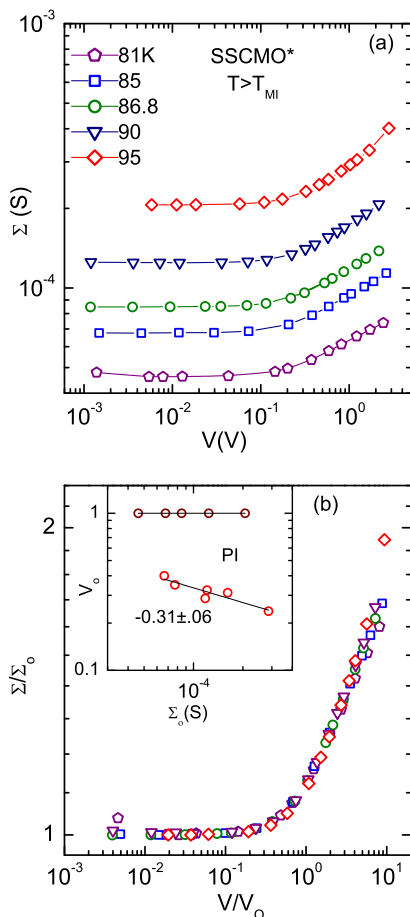 10⁻³
(a)
81K
SSCMO*
85
T>T_MI
86.8
90
95
Σ (S)
10⁻⁴
10⁻³ 10⁻² 10⁻¹ 10⁰
V(V)
(b)
2
1
PI
V_o
-0.31±.06
0.1
10⁻⁴
Σ_o(S)
Σ/Σ_o
1
10⁻³ 10⁻² 10⁻¹ 10⁰ 10¹
V/V_O